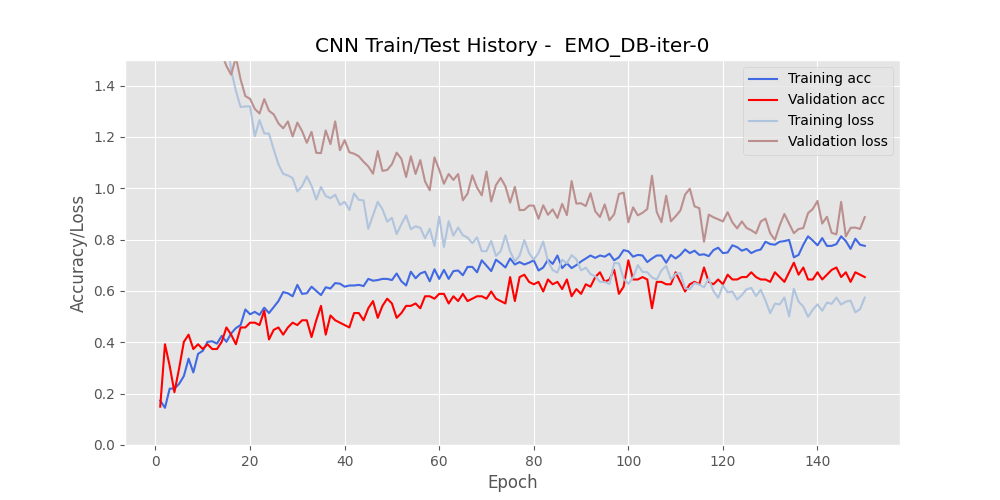 CNN Train/Test History -  EMO_DB-iter-0
Training acc
Validation acc
Training loss
Validation loss
Accuracy/Loss
1.4
1.2
1.0
0.8
0.6
0.4
0.2
0.0
0 20 40 60 80 100 120 140
Epoch